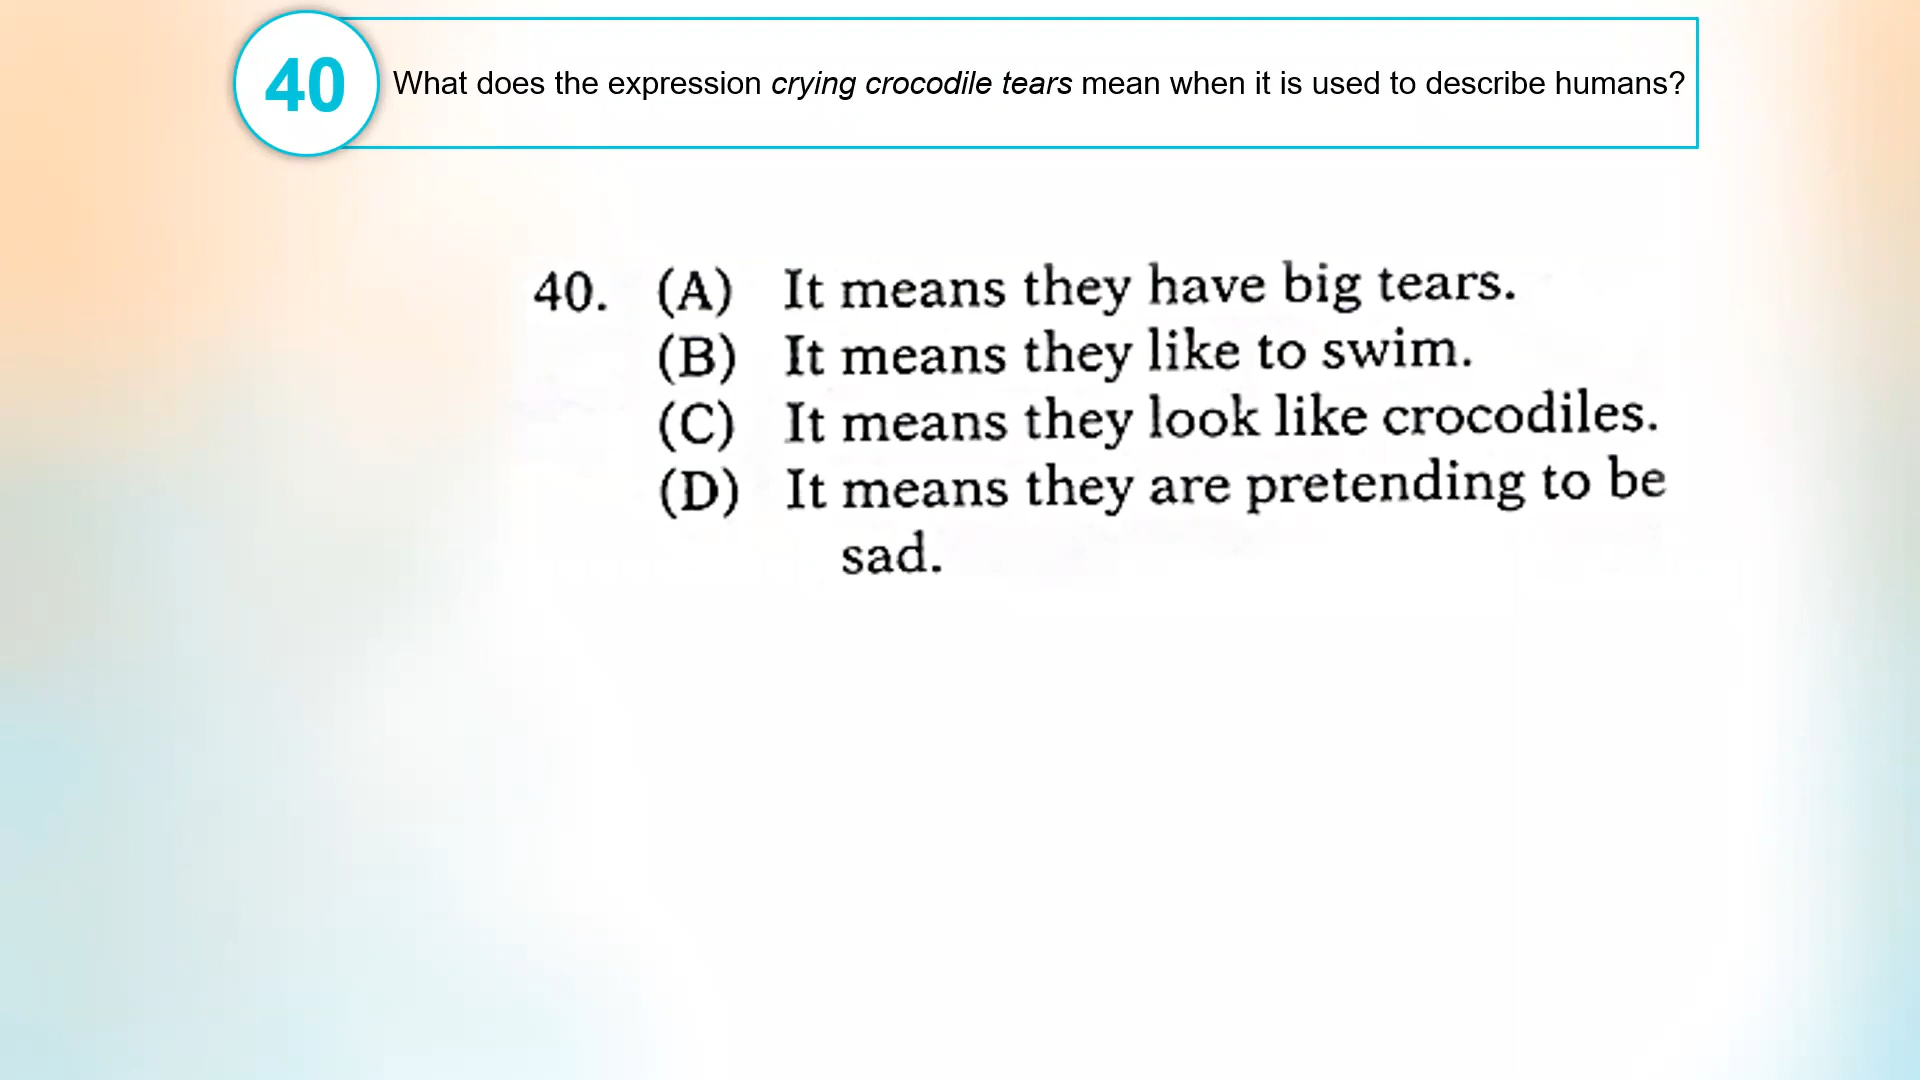 40 What does the expression crying crocodile tears mean when it is used to describe humans?
40. (A) It means they have big tears.
(B) It means they like to swim.
(C) It means they look like crocodiles.
(D) It means they are pretending to be
sad.